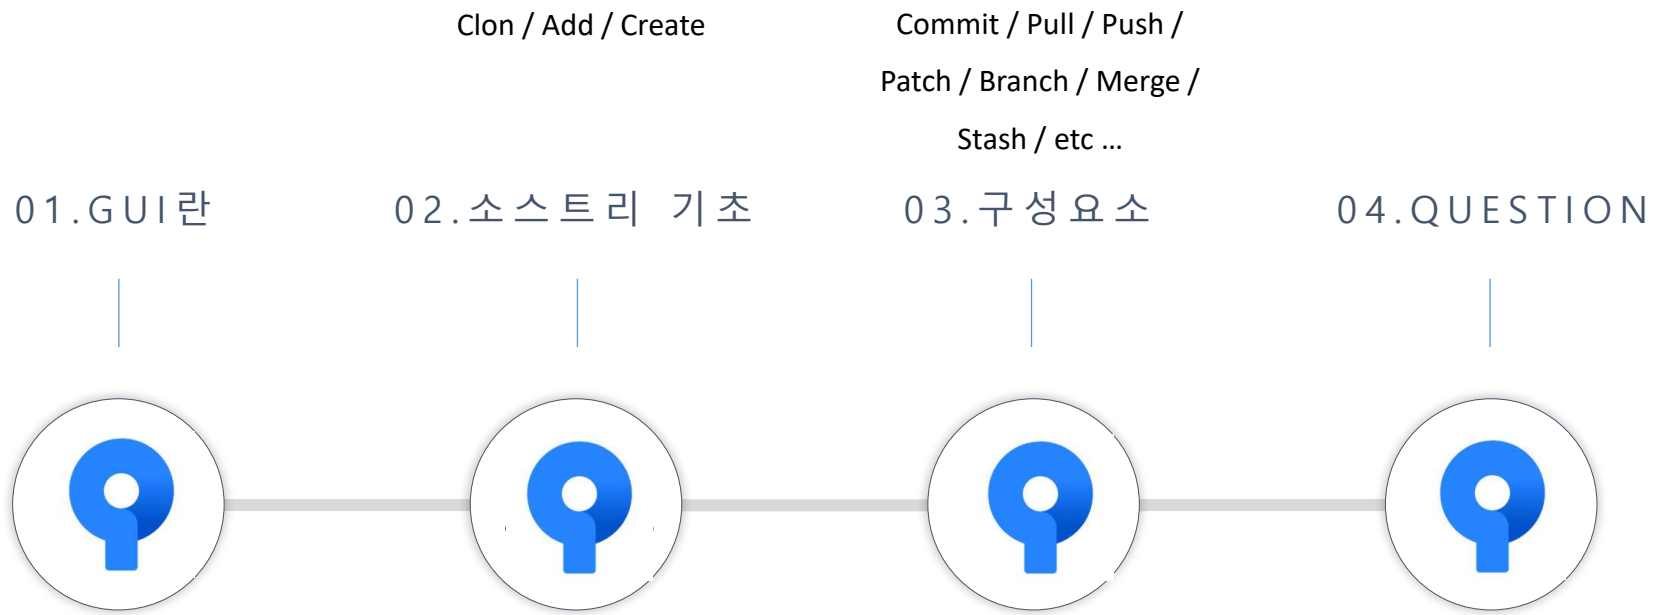 Clon / Add / Create
Commit / Pull / Push /
Patch / Branch / Merge /
Stash / etc …
01.GUI란
02.소스트리 기초
03.구성요소
04.QUESTION